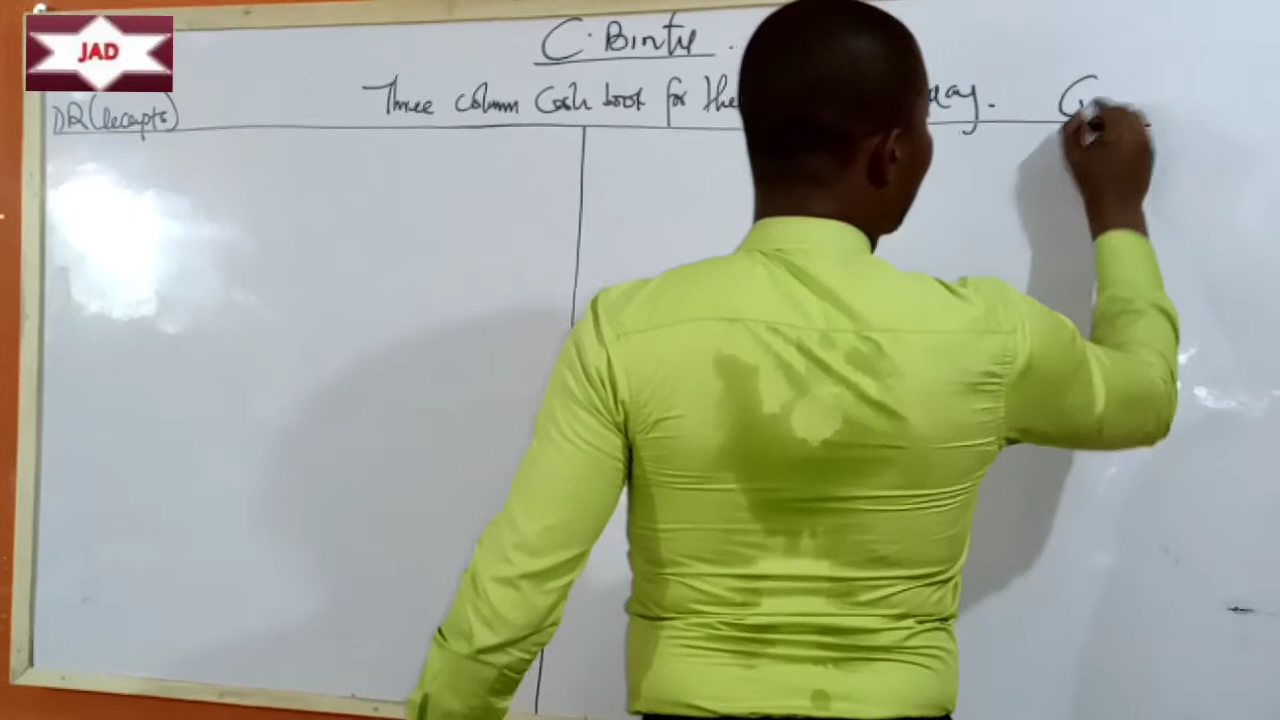 JAD
C. Bintu.
Three column Cash book for the
DR (Receipts)